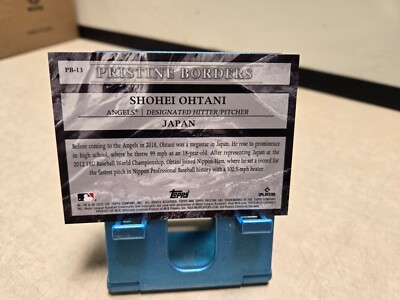 PB-13
PRISTINE BORDERS
SHOHEI OHTANI
ANGELS® | DESIGNATED HITTER/PITCHER
JAPAN
Before coming to the Angels in 2018, Ohtani was a megastar in Japan. He rose to prominence
in high school, where he threw 99 mph as an 18-year-old. After representing Japan at the
2012 18U Baseball World Championship, Ohtani joined Nippon-Ham, where he set a record for
the fastest pitch in Nippon Professional Baseball history with a 102.5-mph heater.
Topps
PLAYERS